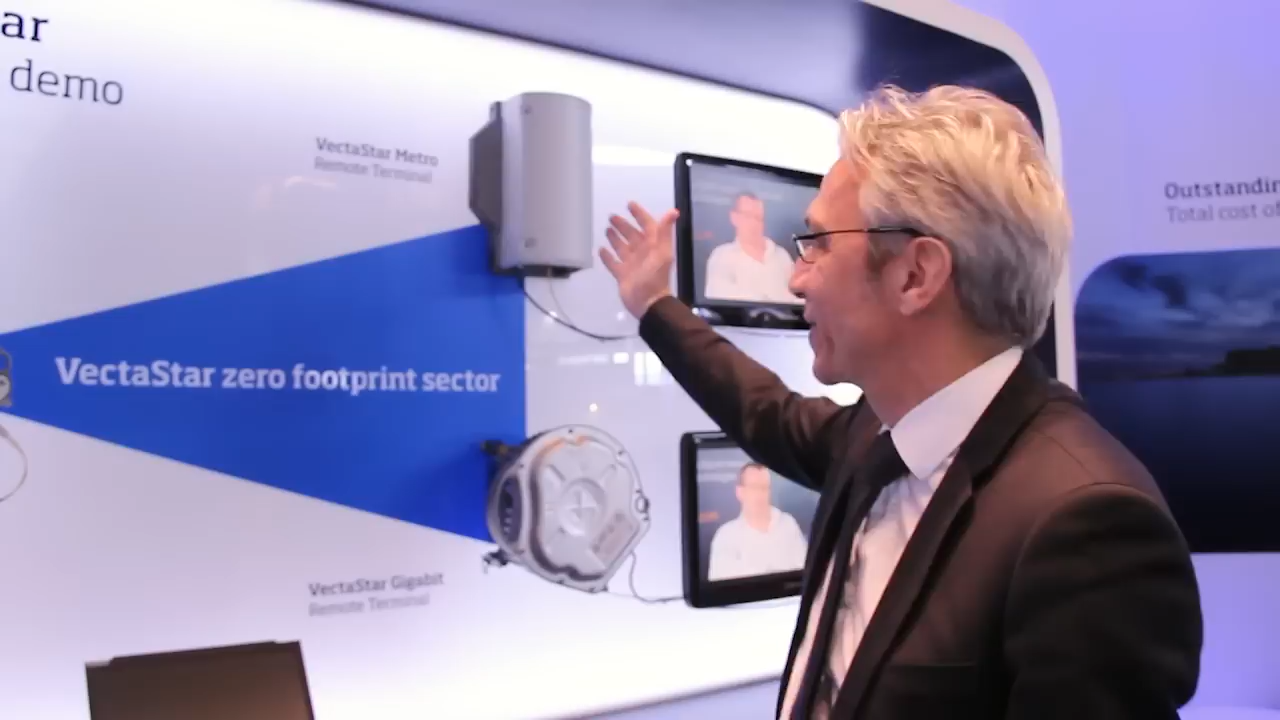 ar
demo
VectaStar Metro
Remote Terminal
Outstandin
Total cost of
VectaStar zero footprint sector
VectaStar Gigabit
Remote Terminal